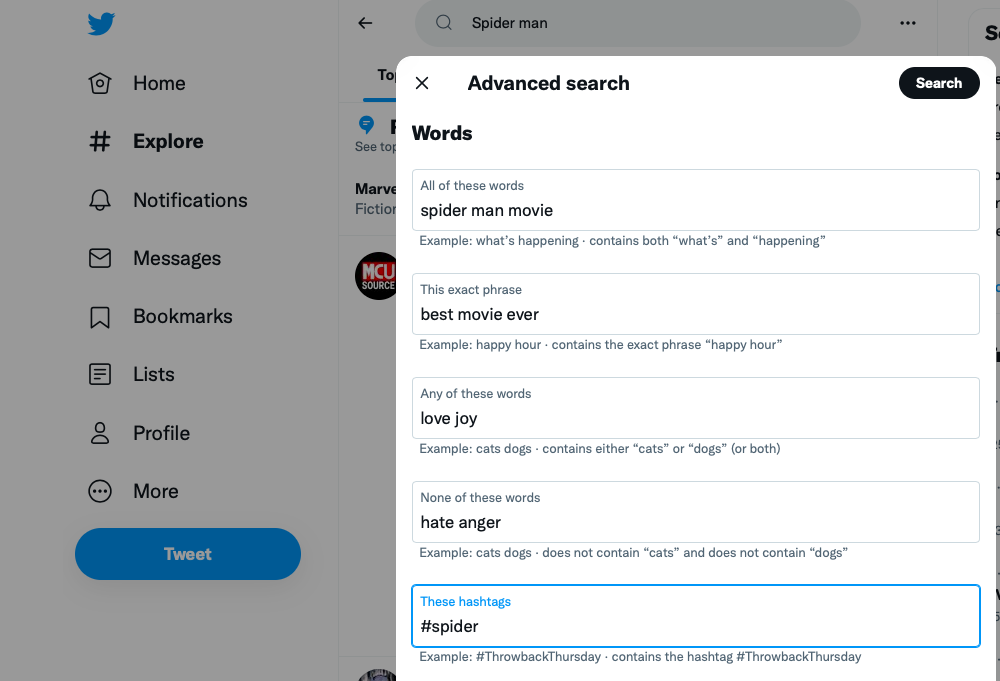 Spider man
Home
Explore
Notifications
Messages
Bookmarks
Lists
Profile
More
Tweet
See top
Fiction
MCU
SOURCE
Advanced search
Search
Words
All of these words
spider man movie
Example: what’s happening · contains both “what’s” and “happening”
This exact phrase
best movie ever
Example: happy hour · contains the exact phrase “happy hour”
Any of these words
love joy
Example: cats dogs · contains either “cats” or “dogs” (or both)
None of these words
hate anger
Example: cats dogs · does not contain “cats” and does not contain “dogs”
These hashtags
#spider
Example: #ThrowbackThursday · contains the hashtag #ThrowbackThursday